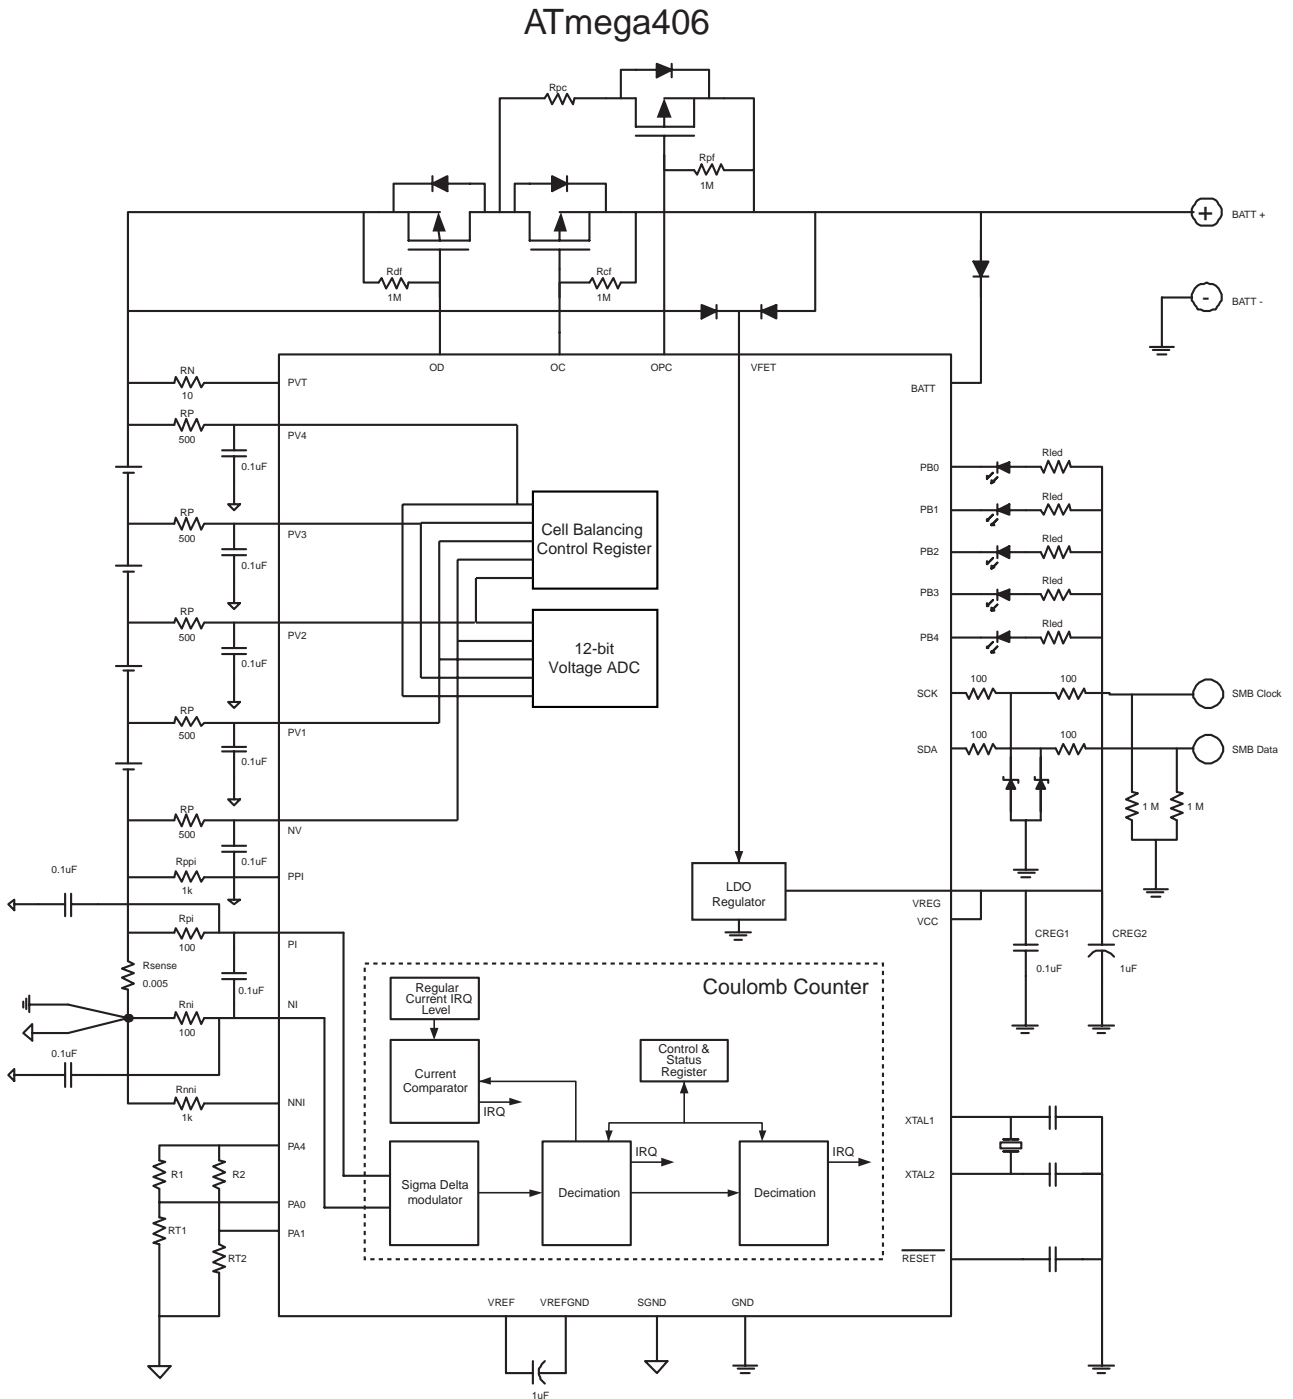 ATmega406
Rpc
Rpf
1M
BATT +
Rdf
1M
Rcf
1M
BATT -
OD
OC
OPC
VFET
BATT
RN
10
PVT
RP
500
PV4
0.1uF
PB0
Rled
RP
500
PV3
0.1uF
Cell Balancing
Control Register
PB1
Rled
PB2
Rled
PB3
Rled
RP
500
PV2
0.1uF
12-bit
Voltage ADC
PB4
Rled
SCK
100
100
SMB Clock
RP
500
PV1
0.1uF
SDA
100
100
SMB Data
1 M
1 M
RP
500
NV
0.1uF
0.1uF
Rppi
1k
PPI
LDO
Regulator
VREG
VCC
Rpi
100
PI
CREG1
0.1uF
CREG2
1uF
Rsense
0.005
0.1uF
Rni
100
NI
0.1uF
Rnni
1k
NNI
Coulomb Counter
Regular
Current IRQ
Level
Current
Comparator
IRQ
Control &
Status
Register
Sigma Delta
modulator
Decimation
IRQ
Decimation
IRQ
XTAL1
XTAL2
RESET
PA4
R1
R2
PA0
RT1
PA1
RT2
VREF
VREFGND
SGND
GND
1uF
+
-